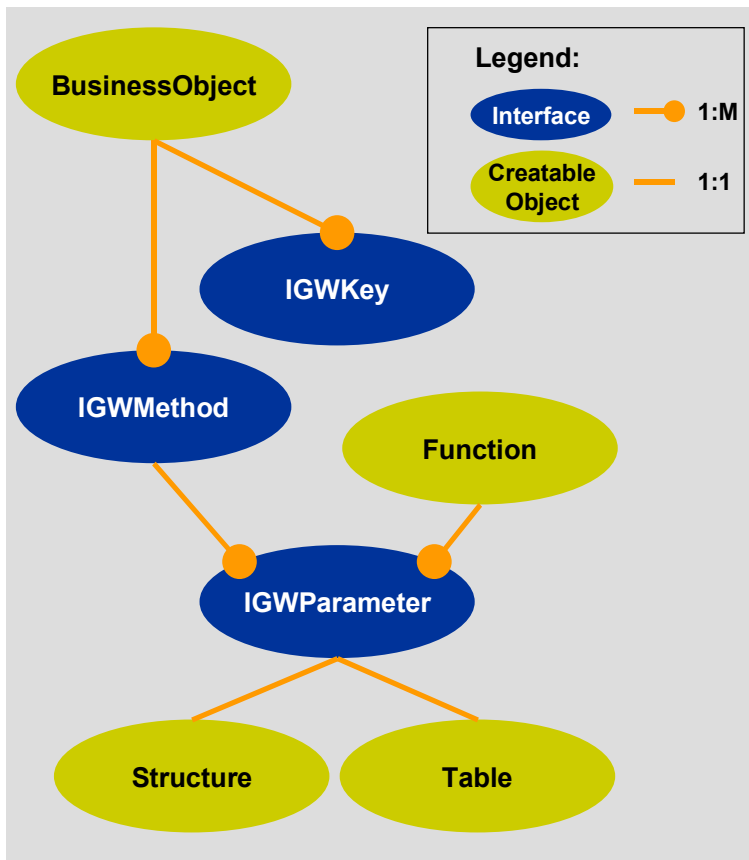 BusinessObject
Legend:
Interface
1:M
Creatable
Object
1:1
IGWKey
IGWMethod
Function
IGWParameter
Structure
Table